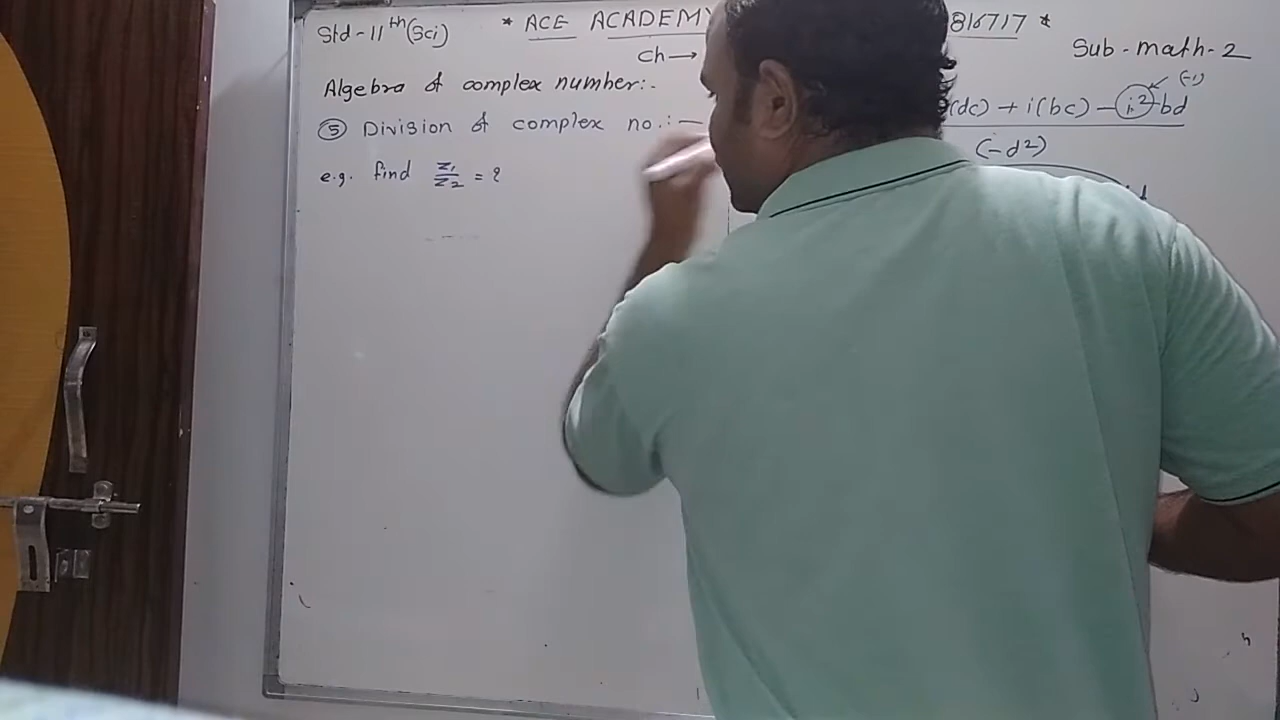 Std-11th (Sci)
* ACE ACADEMY
816717 *
Ch→
Sub-math-2
Algebra of complex number:-
⑤ Division of complex no.:—
e.g. find z₁/z₂ = ?
(-1)
(dc) + i(bc) - i² bd
(-d²)